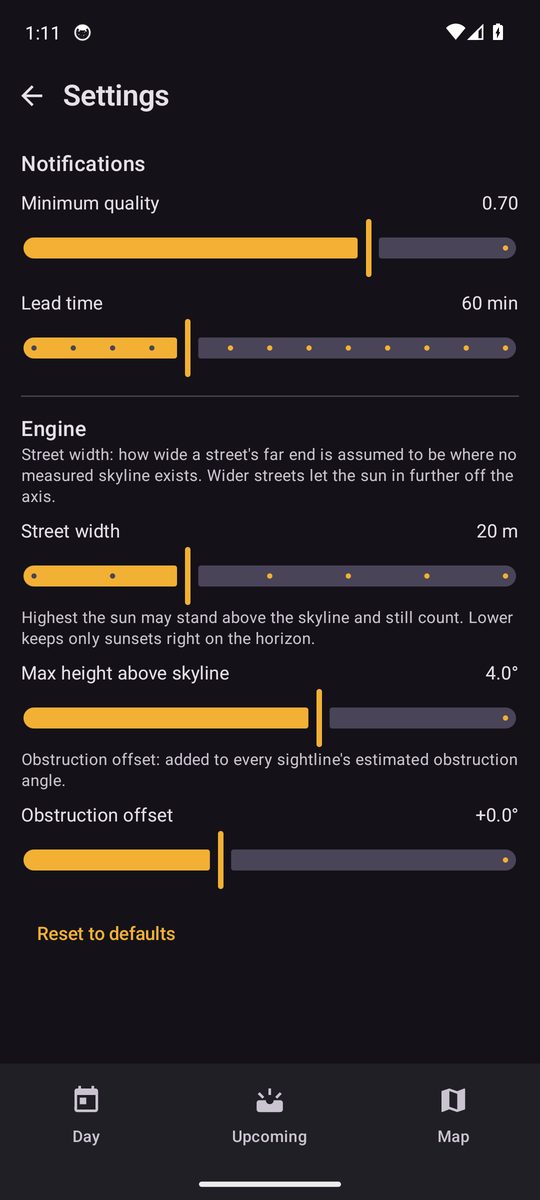 1:11
Settings
Notifications
Minimum quality 0.70
Lead time 60 min
Engine
Street width: how wide a street's far end is assumed to be where no
measured skyline exists. Wider streets let the sun in further off the
axis.
Street width 20 m
Highest the sun may stand above the skyline and still count. Lower
keeps only sunsets right on the horizon.
Max height above skyline 4.0°
Obstruction offset: added to every sightline's estimated obstruction
angle.
Obstruction offset +0.0°
Reset to defaults
Day Upcoming Map